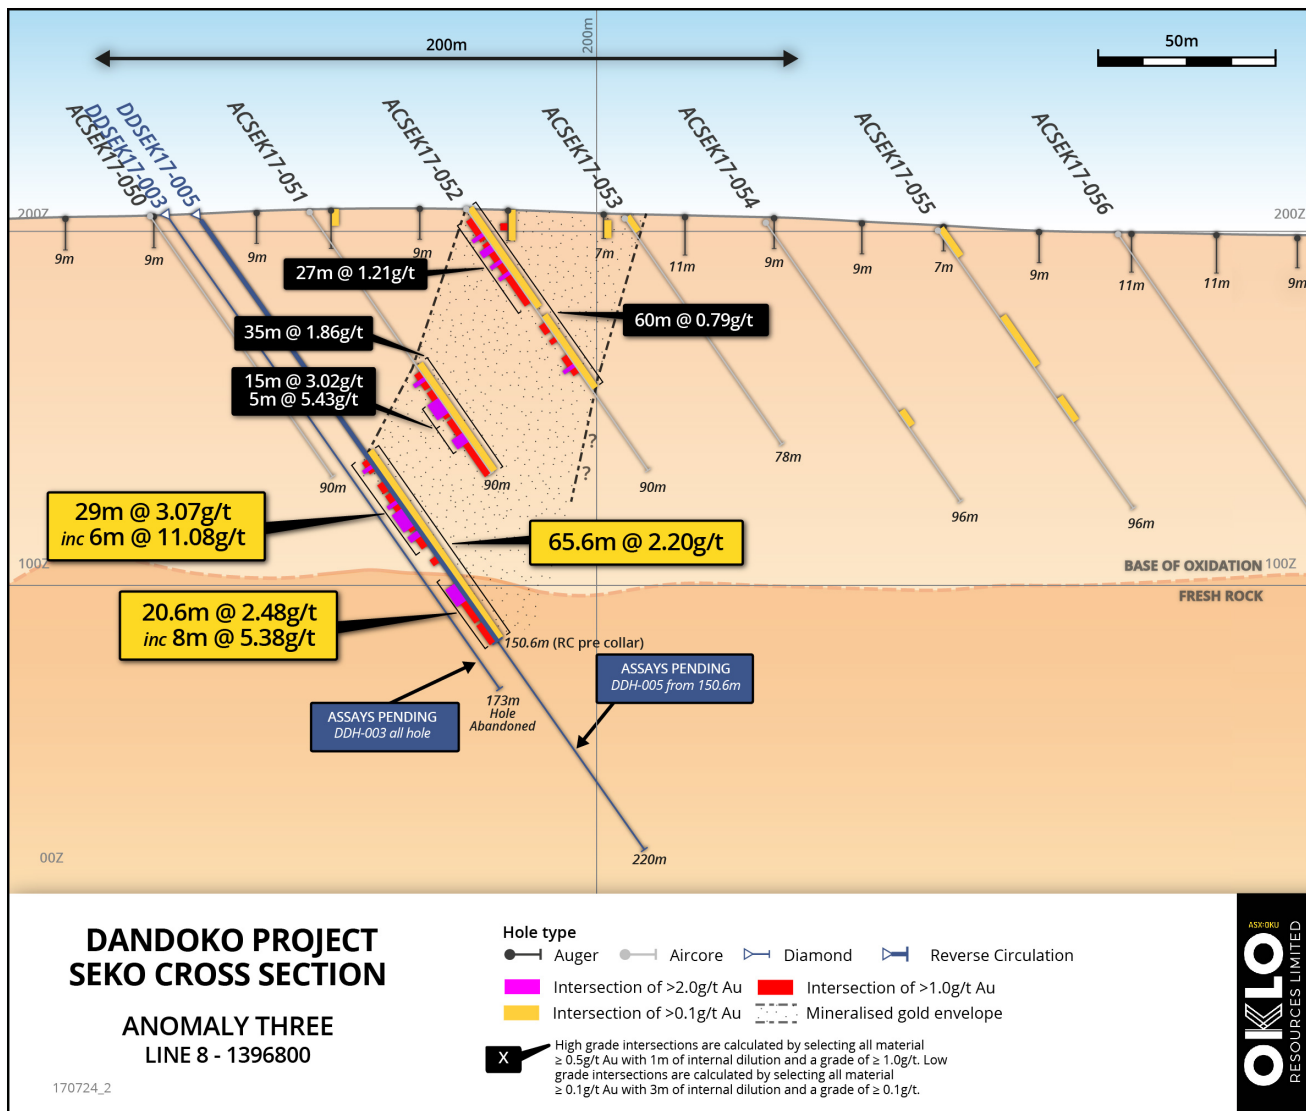 200m
200m
50m
ACSEK17-050
DDSEK17-003
DDSEK17-005
ACSEK17-051
ACSEK17-052
ACSEK17-053
ACSEK17-054
ACSEK17-055
ACSEK17-056
200Z
200Z
9m
9m
9m
9m
7m
11m
9m
9m
7m
9m
11m
11m
9m
27m @ 1.21g/t
60m @ 0.79g/t
35m @ 1.86g/t
15m @ 3.02g/t
5m @ 5.43g/t
?
?
78m
90m
90m
90m
96m
96m
29m @ 3.07g/t
inc 6m @ 11.08g/t
65.6m @ 2.20g/t
100Z
BASE OF OXIDATION
100Z
FRESH ROCK
20.6m @ 2.48g/t
inc 8m @ 5.38g/t
150.6m (RC pre collar)
ASSAYS PENDING
DDH-005 from 150.6m
173m
Hole
Abandoned
ASSAYS PENDING
DDH-003 all hole
00Z
220m
DANDOKO PROJECT
SEKO CROSS SECTION
ANOMALY THREE
LINE 8 - 1396800
170724_2
Hole type
Auger
Aircore
Diamond
Reverse Circulation
Intersection of >2.0g/t Au
Intersection of >1.0g/t Au
Intersection of >0.1g/t Au
Mineralised gold envelope
X
High grade intersections are calculated by selecting all material
≥ 0.5g/t Au with 1m of internal dilution and a grade of ≥ 1.0g/t. Low
grade intersections are calculated by selecting all material
≥ 0.1g/t Au with 3m of internal dilution and a grade of ≥ 0.1g/t.
ASX:OKU
OKLO
RESOURCES LIMITED